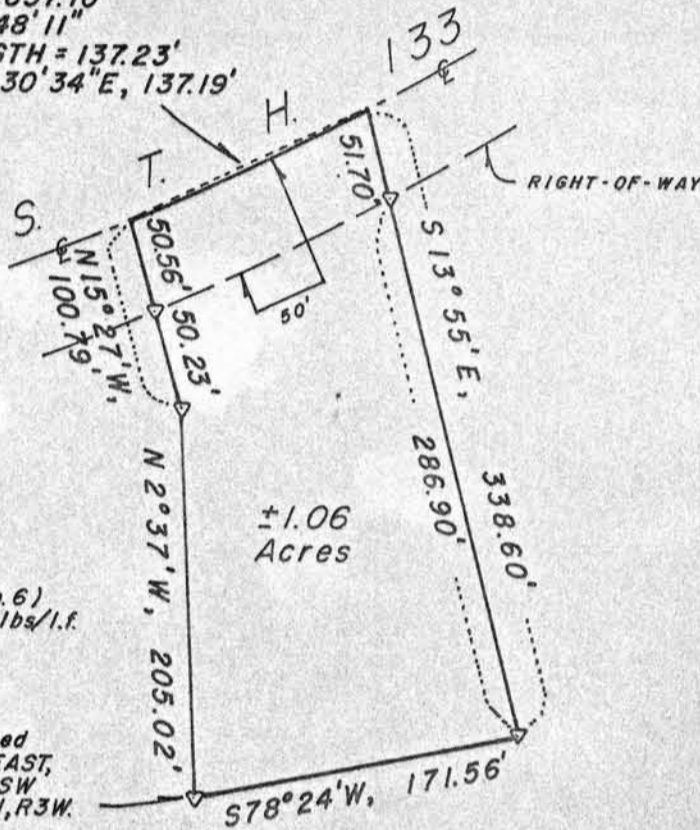 48'11"
GTH = 137.23'
30'34"E, 137.19'
S. T. H. 133
℄
℄
RIGHT-OF-WAY
51.70'
50.56'
50'
S 13°55'E, 338.60'
N 15°27'W,
100.79'
50.23'
286.90'
N 2°37'W, 205.02'
±1.06
Acres
.6)
lbs/l.f.
ed
EAST,
SW
,R3W.
S78°24'W, 171.56'